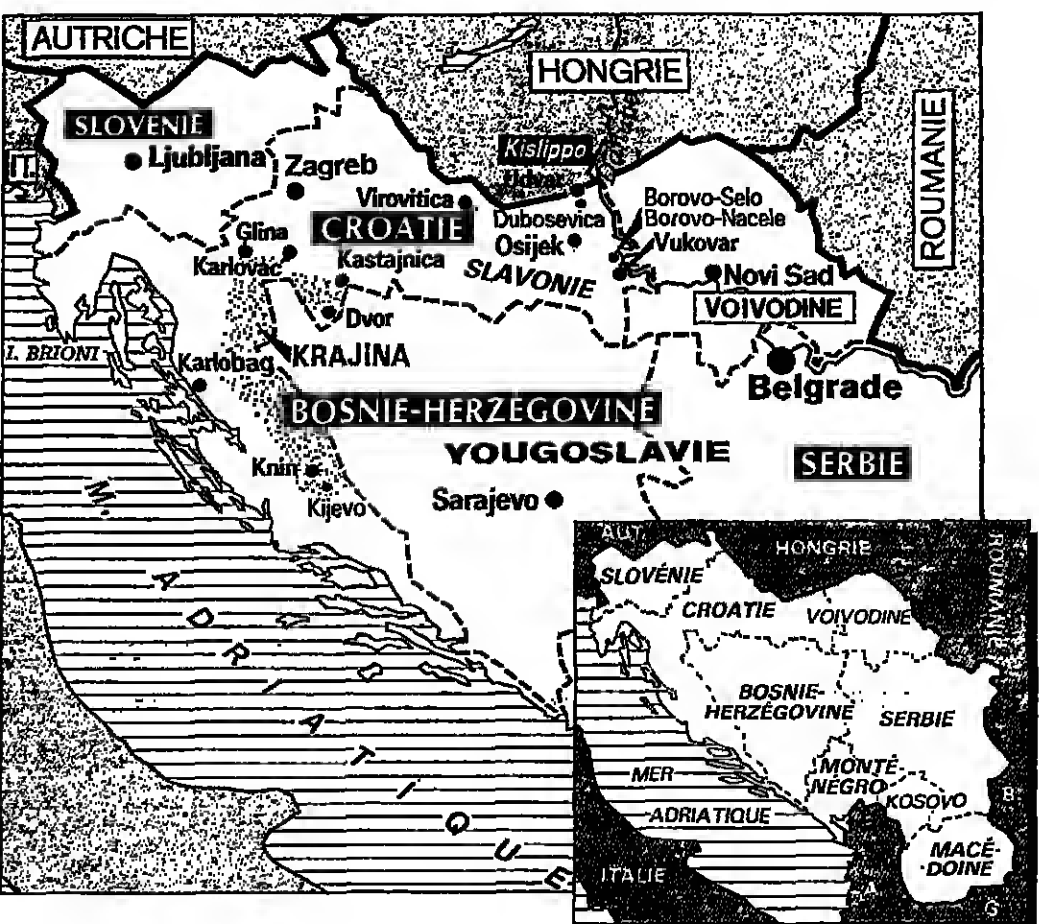 AUTRICHE
HONGRIE
ROUMANIE
SLOVENIE
IT.
Ljubljana
Zagreb
Kislippo
Udvar
Virovitica
Dubosevica
Borovo-Selo
Borovo-Nacele
Vukovar
CROATIE
Osijek
Glina
Karlovac
Kastajnica
SLAVONIE
Novi Sad
VOIVODINE
Dvor
I. BRIONI
Karlobag
KRAJINA
Belgrade
BOSNIE-HERZEGOVINE
YOUGOSLAVIE
SERBIE
Knin
Kijevo
Sarajevo
M. ADRIATIQUE
AUT.
HONGRIE
ROUMANIE
SLOVÉNIE
CROATIE
VOIVODINE
BOSNIE-
HERZÉGOVINE
SERBIE
MONTÉ-
NÉGRO
KOSOVO
MER
ADRIATIQUE
B
MACÉ-
DOINE
ITALIE
A
G